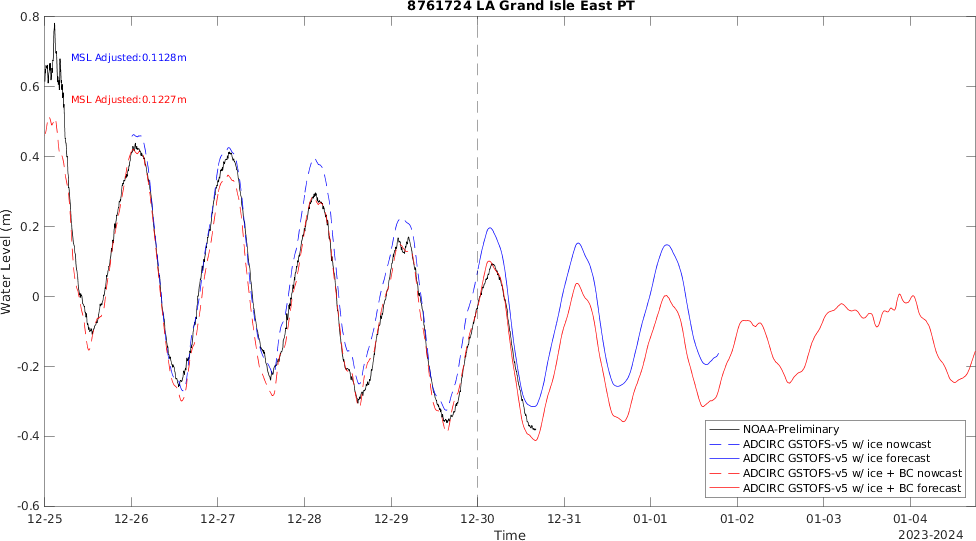 8761724 LA Grand Isle East PT
MSL Adjusted:0.1128m
MSL Adjusted:0.1227m
Water Level (m)
0.8
0.6
0.4
0.2
0
-0.2
-0.4
-0.6
12-25 12-26 12-27 12-28 12-29 12-30 12-31 01-01 01-02 01-03 01-04
Time
2023-2024
NOAA-Preliminary
ADCIRC GSTOFS-v5 w/ ice nowcast
ADCIRC GSTOFS-v5 w/ ice forecast
ADCIRC GSTOFS-v5 w/ ice + BC nowcast
ADCIRC GSTOFS-v5 w/ ice + BC forecast